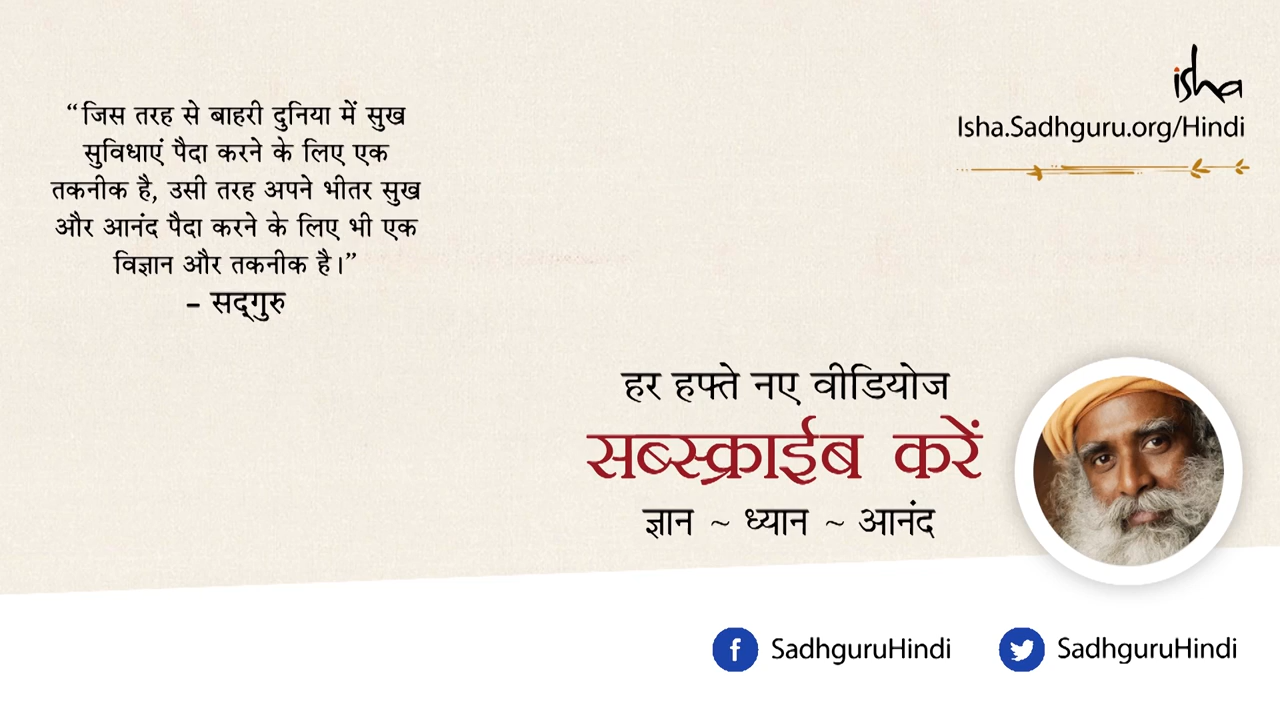 “जिस तरह से बाहरी दुनिया में सुख
सुविधाएं पैदा करने के लिए एक
तकनीक है, उसी तरह अपने भीतर सुख
और आनंद पैदा करने के लिए भी एक
विज्ञान और तकनीक है।”
– सद्गुरु
isha
Isha.Sadhguru.org/Hindi
हर हफ्ते नए वीडियोज
सब्स्क्राईब करें
ज्ञान ~ ध्यान ~ आनंद
SadhguruHindi
SadhguruHindi